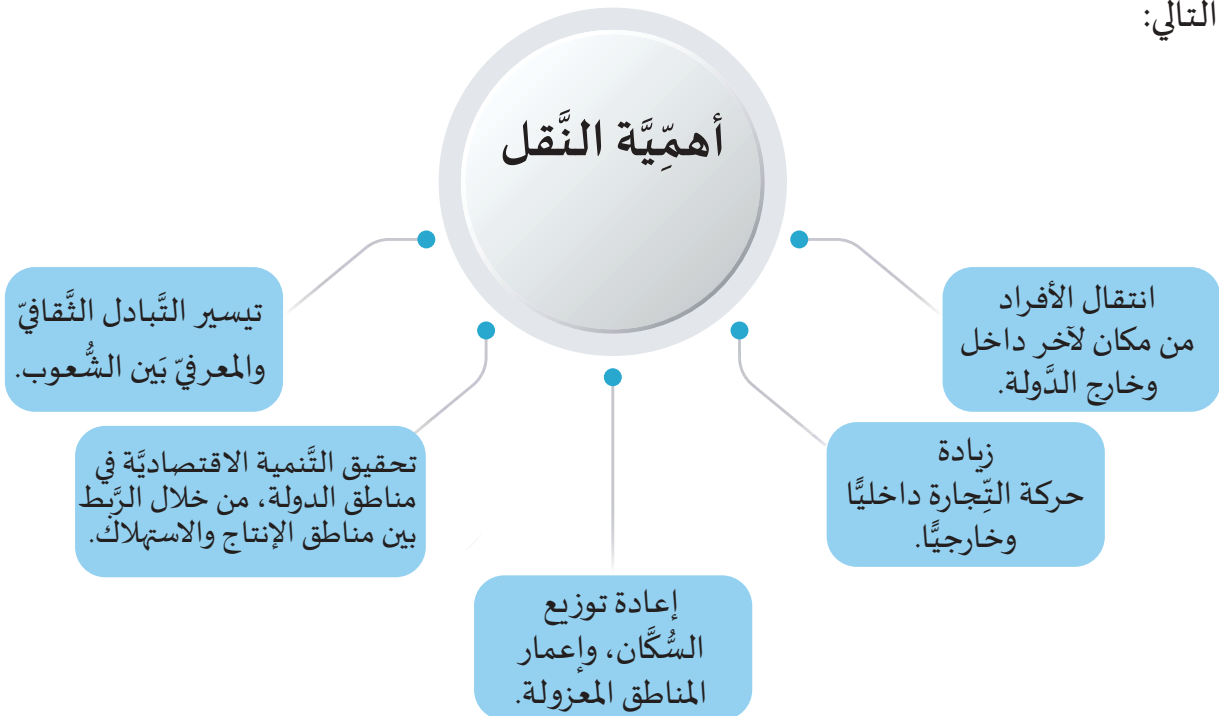 التالي:
أهمِّيَّة النَّقل
انتقال الأفراد
من مكان لآخر داخل
وخارج الدَّولة.
زيادة
حركة التِّجارة داخليًّا
وخارجيًّا.
إعادة توزيع
السُّكَّان، وإعمار
المناطق المعزولة.
تحقيق التَّنمية الاقتصاديَّة في
مناطق الدولة، من خلال الرَّبط
بين مناطق الإنتاج والاستهلاك.
تيسير التَّبادل الثَّقافيّ
والمعرفيّ بَين الشُّعوب.